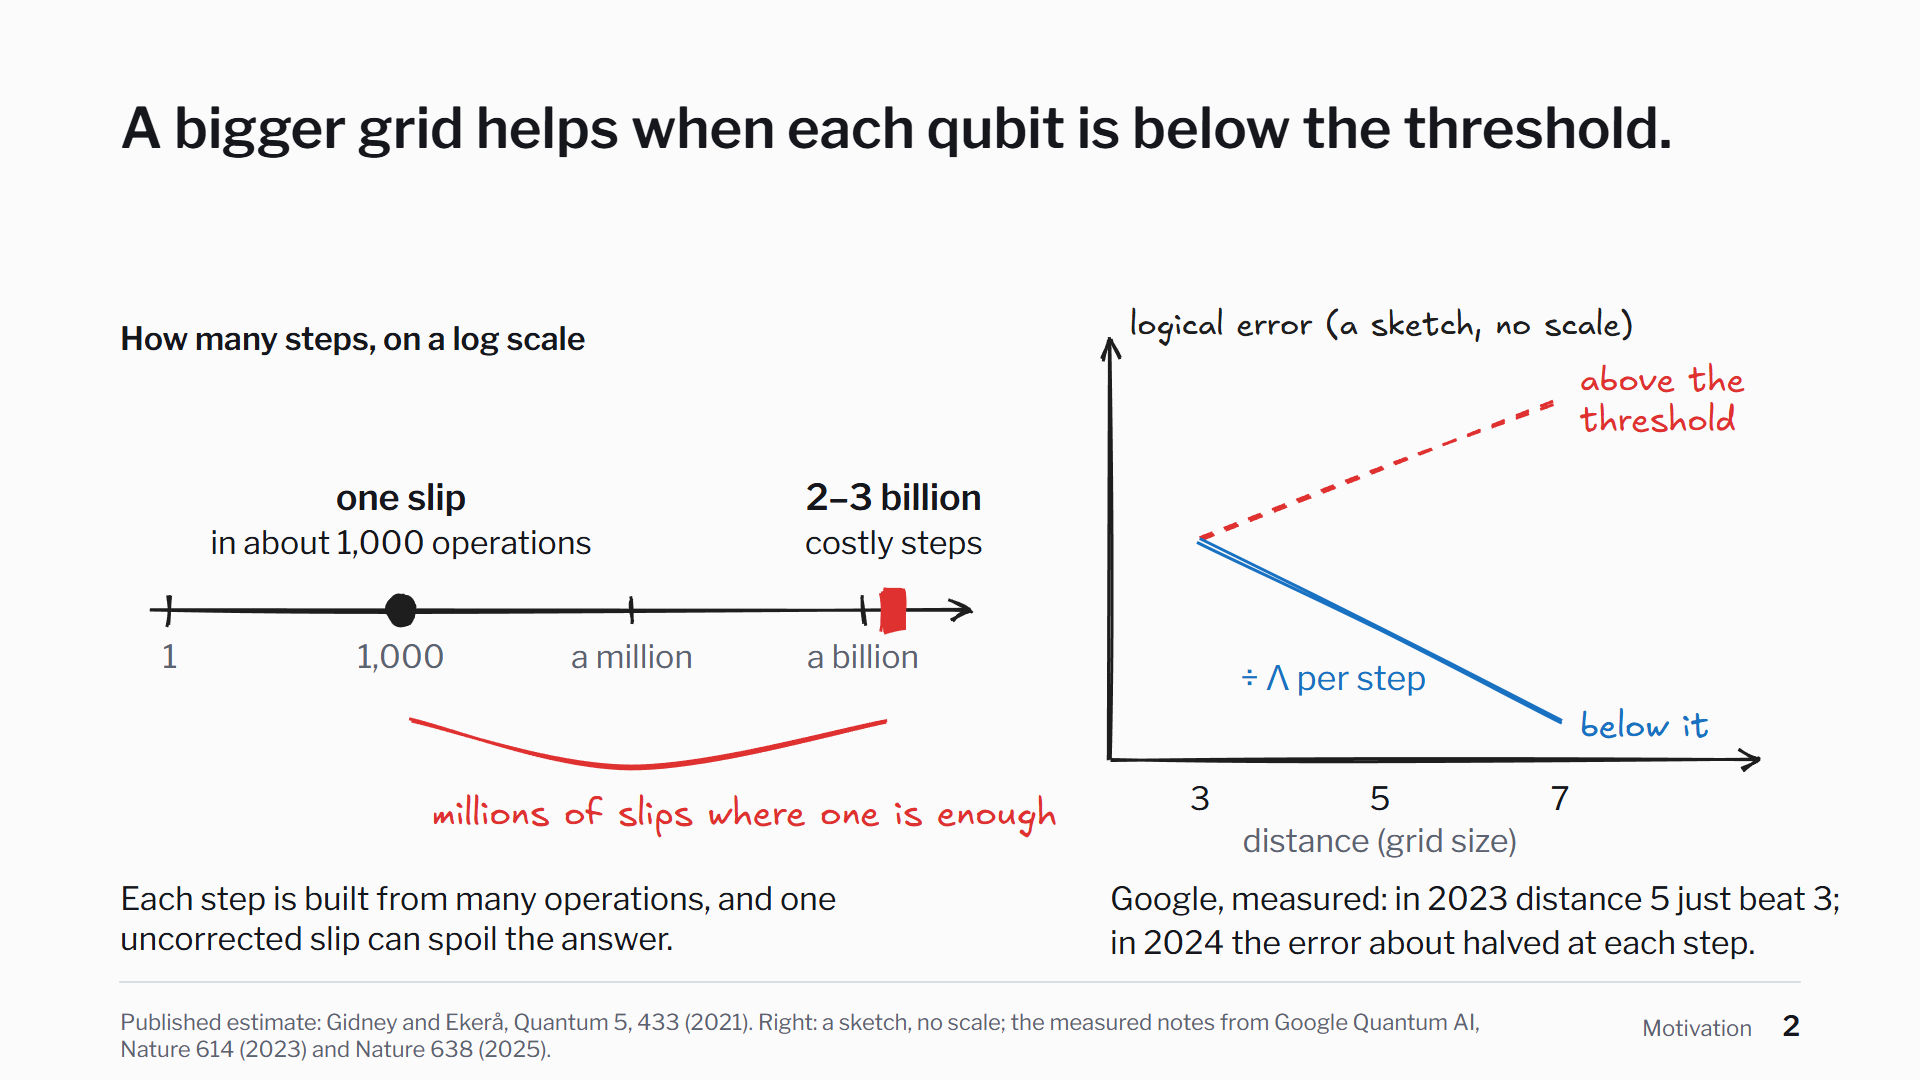 A bigger grid helps when each qubit is below the threshold.
How many steps, on a log scale
one slip
in about 1,000 operations
2–3 billion
costly steps
1
1,000
a million
a billion
millions of slips where one is enough
Each step is built from many operations, and one
uncorrected slip can spoil the answer.
logical error (a sketch, no scale)
above the
threshold
÷ Λ per step
below it
3
5
7
distance (grid size)
Google, measured: in 2023 distance 5 just beat 3;
in 2024 the error about halved at each step.
Published estimate: Gidney and Ekerå, Quantum 5, 433 (2021). Right: a sketch, no scale; the measured notes from Google Quantum AI,
Nature 614 (2023) and Nature 638 (2025).
Motivation 2